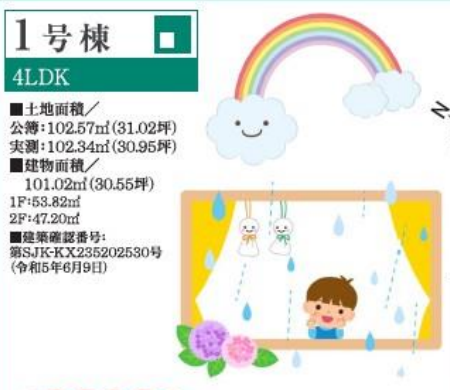 1号棟
4LDK
■土地面積／
公簿:102.57㎡(31.02坪)
実測:102.34㎡(30.95坪)
■建物面積／
101.02㎡(30.55坪)
1F:53.82㎡
2F:47.20㎡
■建築確認番号:
第SJK-KX235202530号
(令和5年6月9日)
N